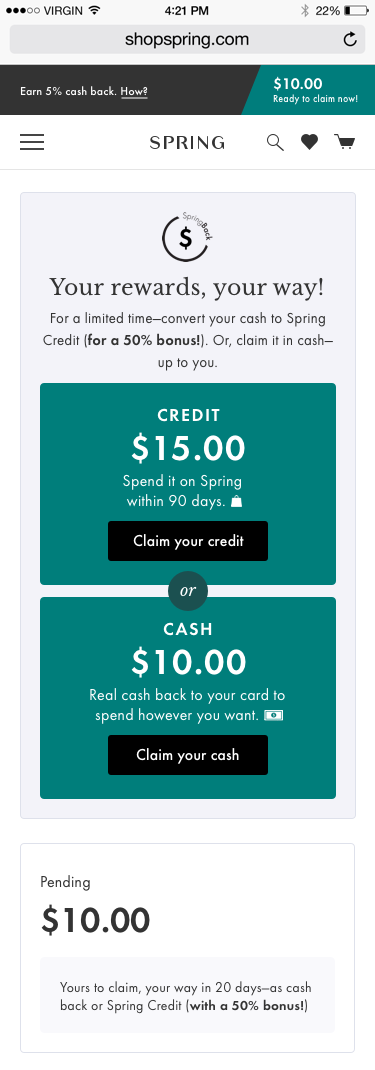 VIRGIN
4:21 PM
22%
shopspring.com
Earn 5% cash back. How?
$10.00
Ready to claim now!
SPRING
SpringBack
$
Your rewards, your way!
For a limited time—convert your cash to Spring
Credit (for a 50% bonus!). Or, claim it in cash—
up to you.
CREDIT
$15.00
Spend it on Spring
within 90 days.
Claim your credit
or
CASH
$10.00
Real cash back to your card to
spend however you want.
Claim your cash
Pending
$10.00
Yours to claim, your way in 20 days—as cash
back or Spring Credit (with a 50% bonus!)